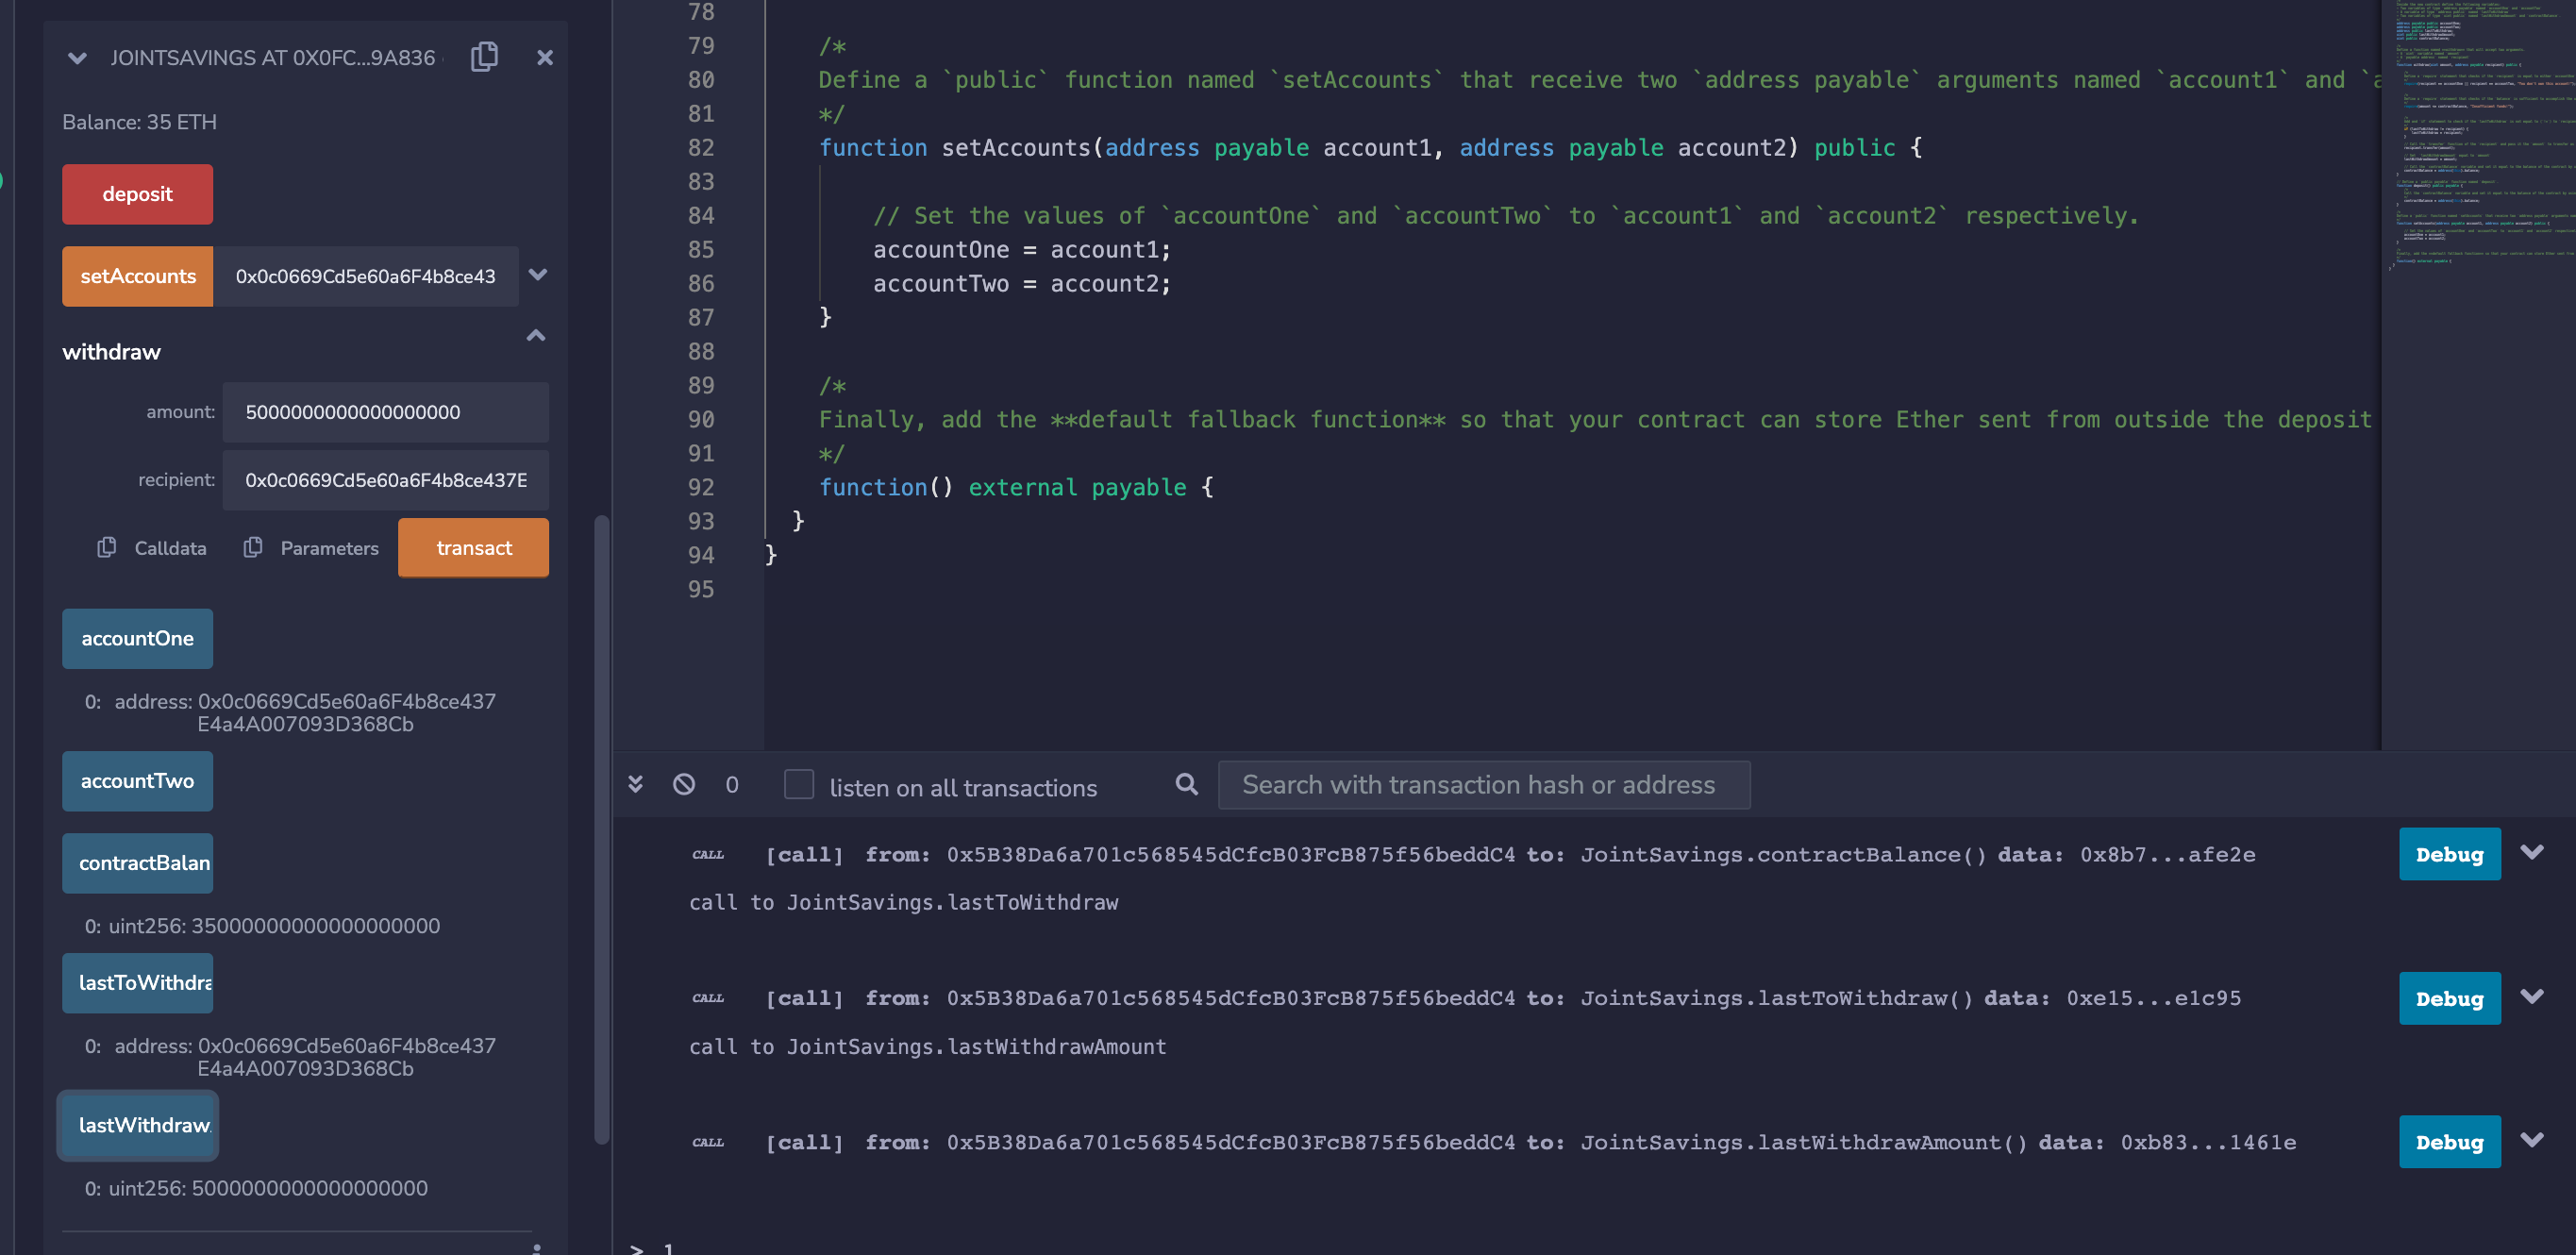 JOINTSAVINGS AT 0X0FC...9A836
Balance: 35 ETH
deposit
setAccounts 0x0c0669Cd5e60a6F4b8ce43
withdraw
amount: 5000000000000000000
recipient: 0x0c0669Cd5e60a6F4b8ce437E
Calldata Parameters transact
accountOne
0: address: 0x0c0669Cd5e60a6F4b8ce437
E4a4A007093D368Cb
accountTwo
contractBalan
0: uint256: 35000000000000000000
lastToWithdra
0: address: 0x0c0669Cd5e60a6F4b8ce437
E4a4A007093D368Cb
lastWithdraw
0: uint256: 5000000000000000000
78
79 /*
80 Define a `public` function named `setAccounts` that receive two `address payable` arguments named `account1` and `a
81 */
82 function setAccounts(address payable account1, address payable account2) public {
83
84 // Set the values of `accountOne` and `accountTwo` to `account1` and `account2` respectively.
85 accountOne = account1;
86 accountTwo = account2;
87 }
88
89 /*
90 Finally, add the **default fallback function** so that your contract can store Ether sent from outside the deposit
91 */
92 function() external payable {
93 }
94 }
95
0 listen on all transactions Search with transaction hash or address
CALL [call] from: 0x5B38Da6a701c568545dCfcB03FcB875f56beddC4 to: JointSavings.contractBalance() data: 0x8b7...afe2e Debug
call to JointSavings.lastToWithdraw
CALL [call] from: 0x5B38Da6a701c568545dCfcB03FcB875f56beddC4 to: JointSavings.lastToWithdraw() data: 0xe15...e1c95 Debug
call to JointSavings.lastWithdrawAmount
CALL [call] from: 0x5B38Da6a701c568545dCfcB03FcB875f56beddC4 to: JointSavings.lastWithdrawAmount() data: 0xb83...1461e Debug
> 1